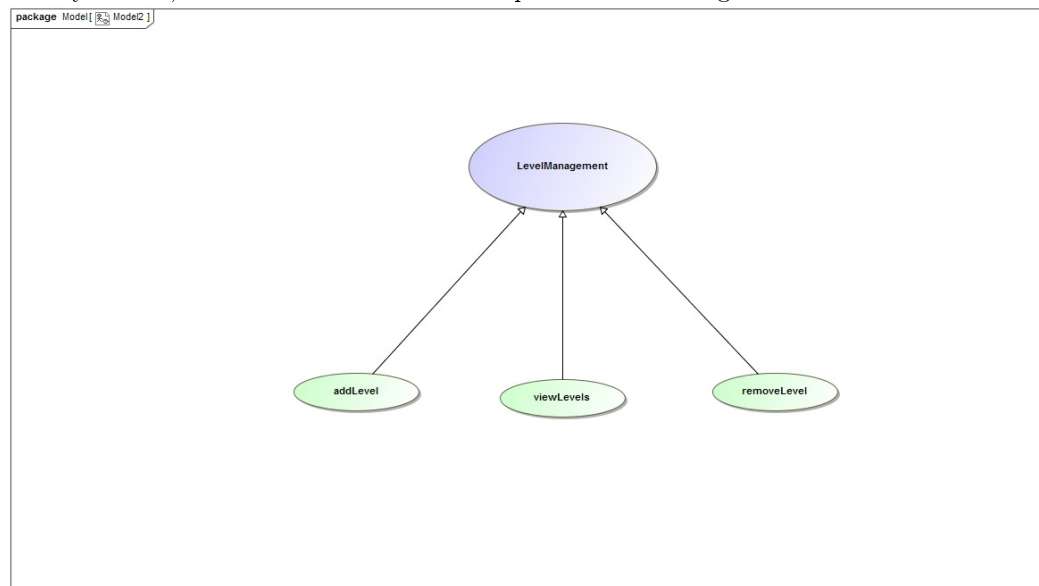 package Model [ Model2 ]
LevelManagement
addLevel
viewLevels
removeLevel